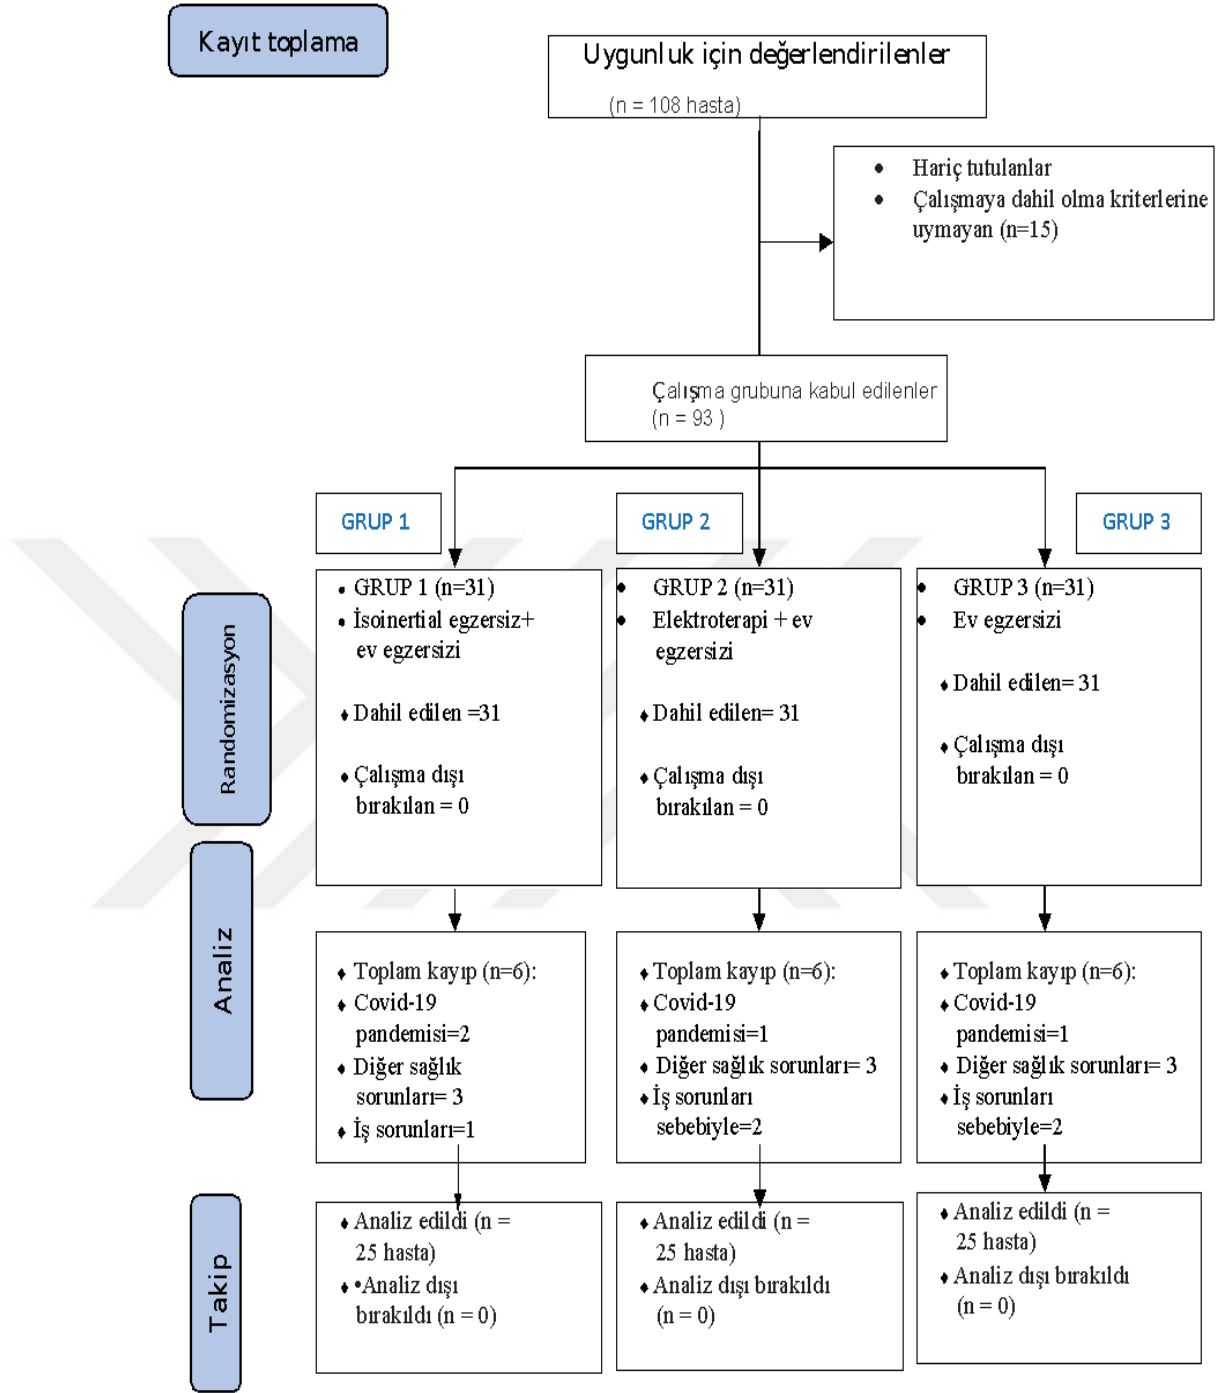 Kayıt toplama
Uygunluk için değerlendirilenler
(n = 108 hasta)
• Hariç tutulanlar
• Çalışmaya dahil olma kriterlerine
uymayan (n=15)
Çalışma grubuna kabul edilenler
(n = 93 )
GRUP 1
GRUP 2
GRUP 3
Randomizasyon
• GRUP 1 (n=31)
• İsoinertial egzersiz+
ev egzersizi
♦ Dahil edilen =31
♦ Çalışma dışı
bırakılan = 0
• GRUP 2 (n=31)
• Elektroterapi + ev
egzersizi
♦ Dahil edilen= 31
♦ Çalışma dışı
bırakılan = 0
• GRUP 3 (n=31)
• Ev egzersizi
♦ Dahil edilen= 31
♦ Çalışma dışı
bırakılan = 0
Analiz
♦ Toplam kayıp (n=6):
♦ Covid-19
pandemisi=2
♦ Diğer sağlık
sorunları= 3
♦ İş sorunları=1
♦ Toplam kayıp (n=6):
♦ Covid-19
pandemisi=1
♦ Diğer sağlık sorunları= 3
♦ İş sorunları
sebebiyle=2
♦ Toplam kayıp (n=6):
♦ Covid-19
pandemisi=1
♦ Diğer sağlık sorunları= 3
♦ İş sorunları
sebebiyle=2
Takip
♦ Analiz edildi (n =
25 hasta)
♦ •Analiz dışı
bırakıldı (n = 0)
♦ Analiz edildi (n =
25 hasta)
♦ Analiz dışı bırakıldı
(n = 0)
♦ Analiz edildi (n =
25 hasta)
♦ Analiz dışı bırakıldı
(n = 0)